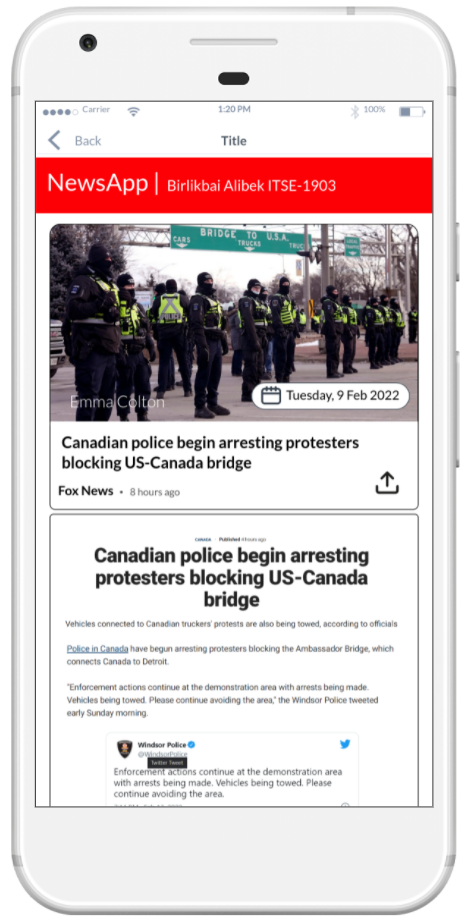 Carrier 1:20 PM 100%
Back Title
NewsApp | Birlikbai Alibek ITSE-1903
BRIDGE TO U.S.A.
CARS TRUCKS TRUC
POLICE
Emma Colton
Tuesday, 9 Feb 2022
Canadian police begin arresting protesters
blocking US-Canada bridge
Fox News • 8 hours ago
CANADA Published 4 hours ago
Canadian police begin arresting
protesters blocking US-Canada
bridge
Vehicles connected to Canadian truckers' protests are also being towed, according to officials
Police in Canada have begun arresting protesters blocking the Ambassador Bridge, which
connects Canada to Detroit.
"Enforcement actions continue at the demonstration area with arrests being made.
Vehicles being towed. Please continue avoiding the area," the Windsor Police tweeted
early Sunday morning.
Windsor Police
@WindsorPolice
Twitter Tweet
Enforcement actions continue at the demonstration area
with arrests being made. Vehicles being towed. Please
continue avoiding the area.